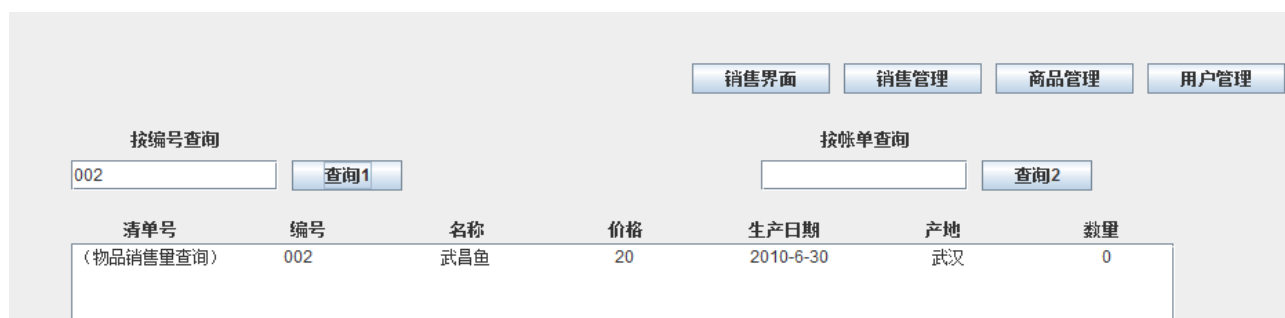 销售界面 销售管理 商品管理 用户管理
按编号查询 按帐单查询
002 查询1 查询2
清单号 编号 名称 价格 生产日期 产地 数量
（物品销售里查询） 002 武昌鱼 20 2010-6-30 武汉 0